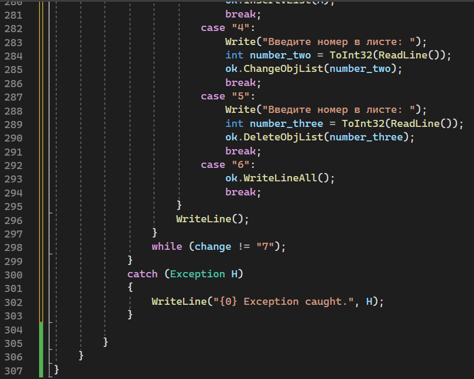 280 ok.InsertList(H);
281 break;
282 case "4":
283 Write("Введите номер в листе: ");
284 int number_two = ToInt32(ReadLine());
285 ok.ChangeObjList(number_two);
286 break;
287 case "5":
288 Write("Введите номер в листе: ");
289 int number_three = ToInt32(ReadLine());
290 ok.DeleteObjList(number_three);
291 break;
292 case "6":
293 ok.WriteLineAll();
294 break;
295 }
296 WriteLine();
297 }
298 while (change != "7");
299 }
300 catch (Exception H)
301 {
302 WriteLine("{0} Exception caught.", H);
303 }
304
305 }
306 }
307 }